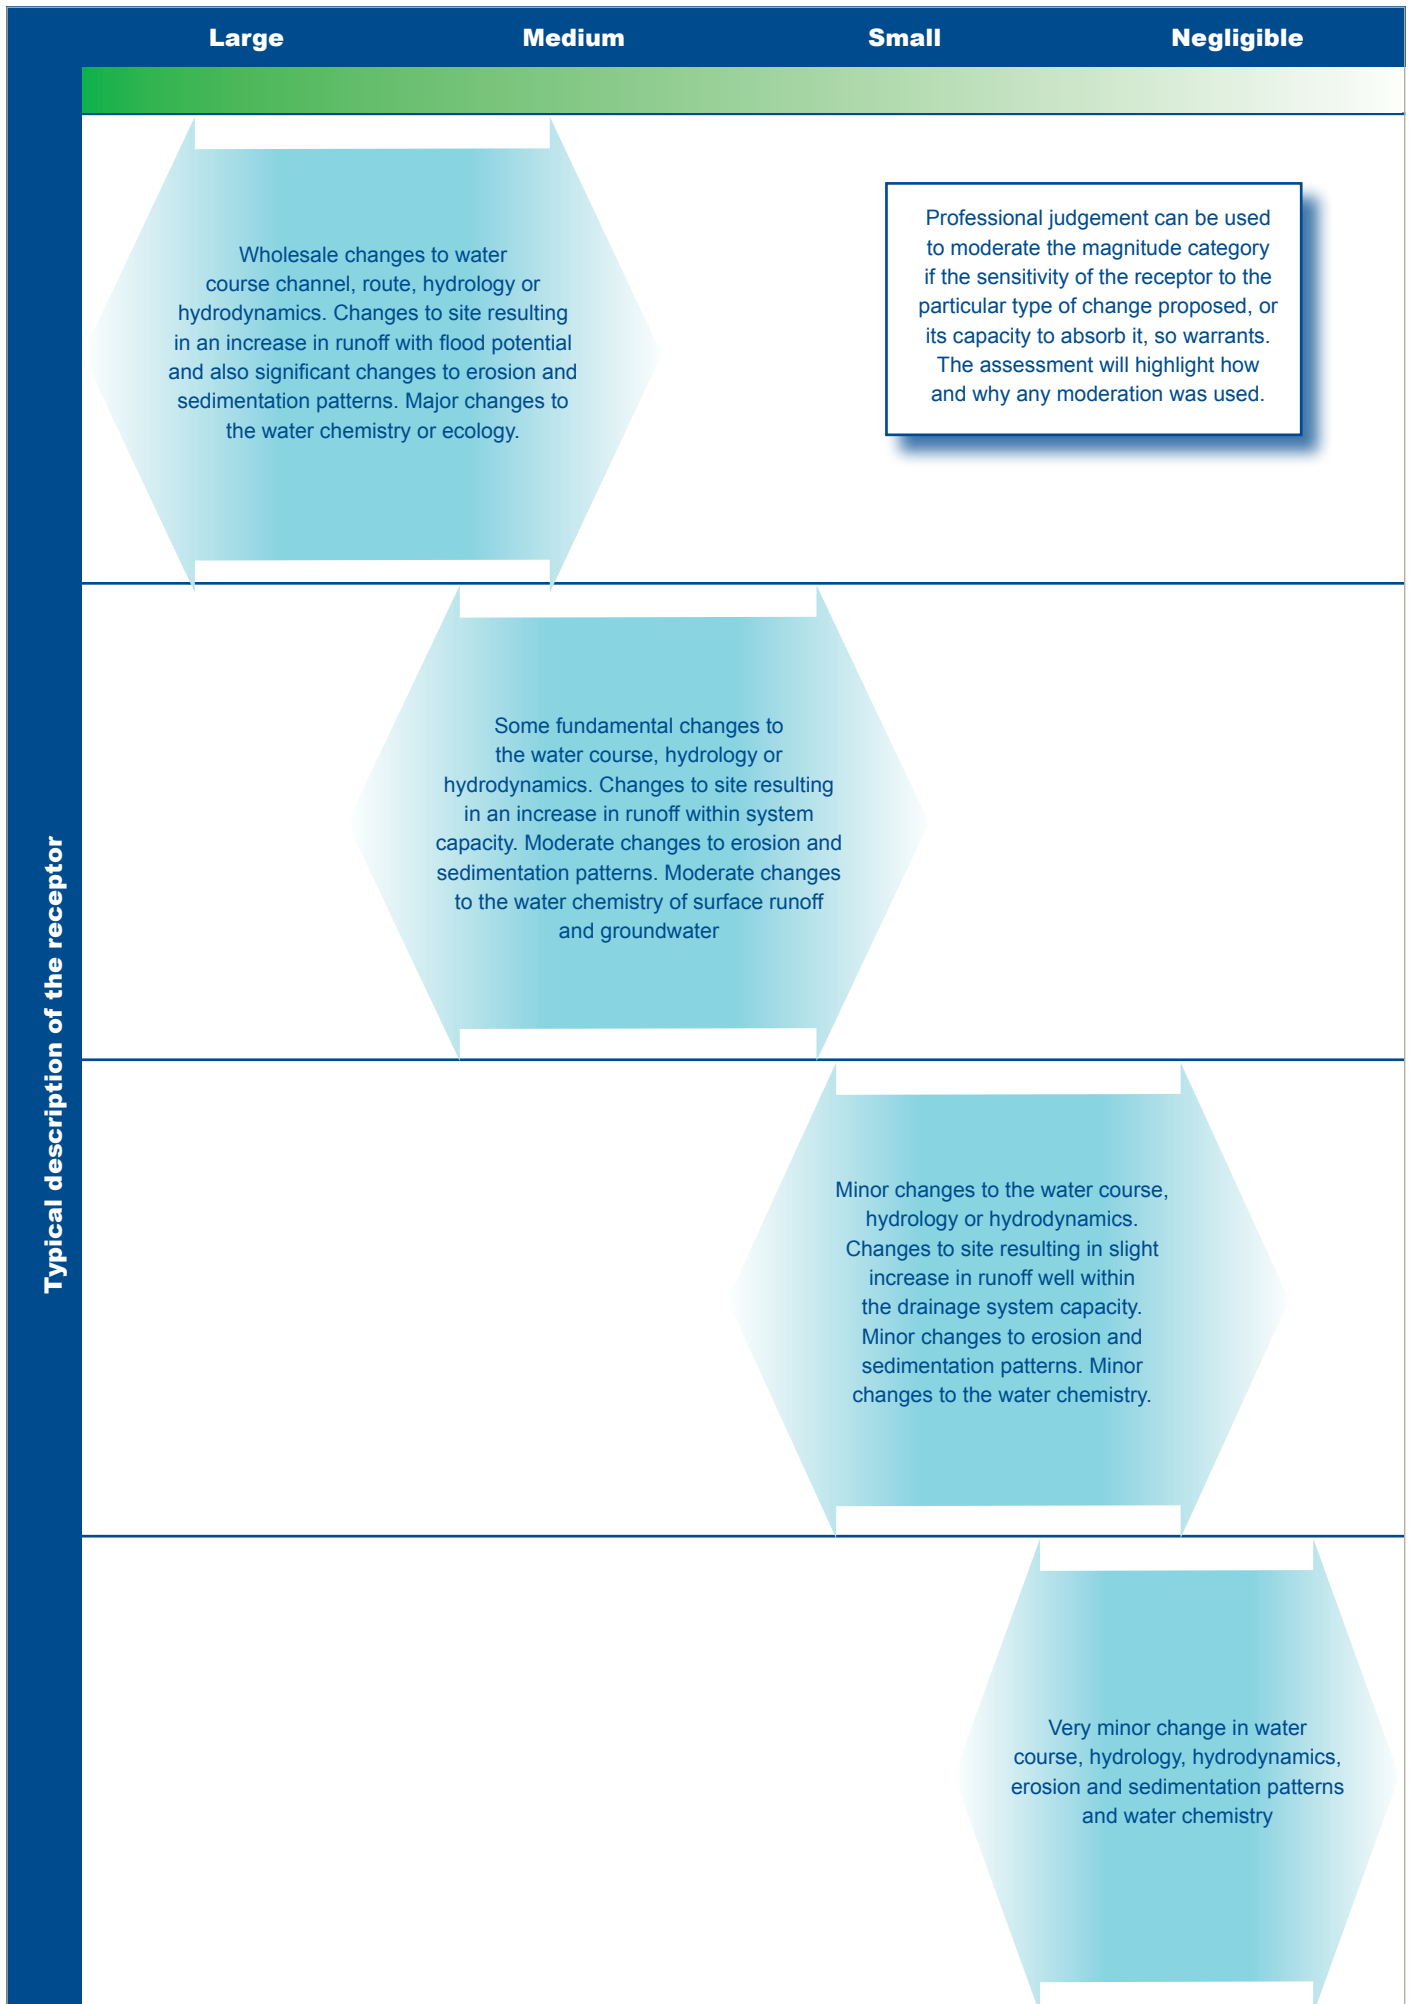 Large Medium Small Negligible
Typical description of the receptor
Wholesale changes to water
course channel, route, hydrology or
hydrodynamics. Changes to site resulting
in an increase in runoff with flood potential
and also significant changes to erosion and
sedimentation patterns. Major changes to
the water chemistry or ecology.
Professional judgement can be used
to moderate the magnitude category
if the sensitivity of the receptor to the
particular type of change proposed, or
its capacity to absorb it, so warrants.
The assessment will highlight how
and why any moderation was used.
Some fundamental changes to
the water course, hydrology or
hydrodynamics. Changes to site resulting
in an increase in runoff within system
capacity. Moderate changes to erosion and
sedimentation patterns. Moderate changes
to the water chemistry of surface runoff
and groundwater
Minor changes to the water course,
hydrology or hydrodynamics.
Changes to site resulting in slight
increase in runoff well within
the drainage system capacity.
Minor changes to erosion and
sedimentation patterns. Minor
changes to the water chemistry.
Very minor change in water
course, hydrology, hydrodynamics,
erosion and sedimentation patterns
and water chemistry